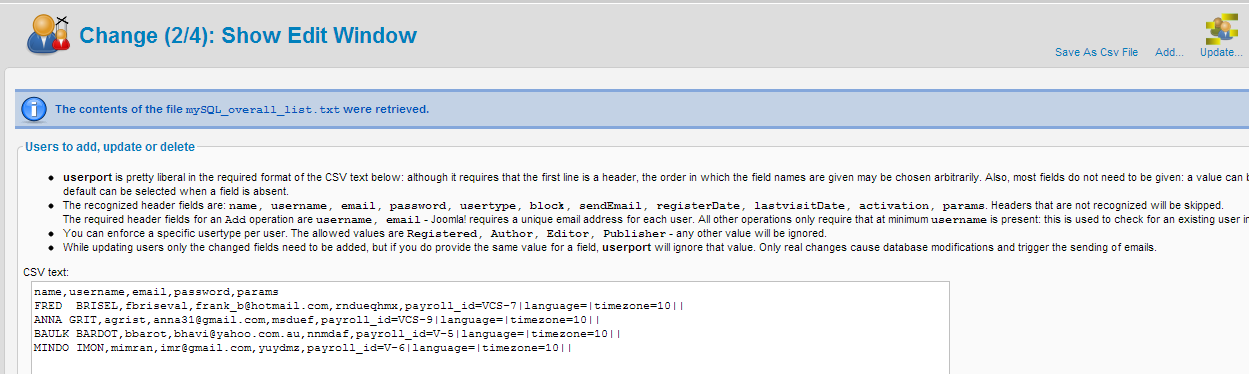 Change (2/4): Show Edit Window
Save As Csv File Add... Update...
The contents of the file mySQL_overall_list.txt were retrieved.
Users to add, update or delete
userport is pretty liberal in the required format of the CSV text below: although it requires that the first line is a header, the order in which the field names are given may be chosen arbitrarily. Also, most fields do not need to be given: a value can
default can be selected when a field is absent.
The recognized header fields are: name, username, email, password, usertype, block, sendEmail, registerDate, lastvisitDate, activation, params. Headers that are not recognized will be skipped.
The required header fields for an Add operation are username, email - Joomla! requires a unique email address for each user. All other operations only require that at minimum username is present: this is used to check for an existing user
You can enforce a specific usertype per user. The allowed values are Registered, Author, Editor, Publisher - any other value will be ignored.
While updating users only the changed fields need to be added, but if you do provide the same value for a field, userport will ignore that value. Only real changes cause database modifications and trigger the sending of emails.
CSV text:
name,username,email,password,params
FRED  BRISEL,fbriseval,frank_b@hotmail.com,rndueqhmx,payroll_id=VCS-7|language=|timezone=10||
ANNA GRIT,agrist,anna31@gmail.com,msduef,payroll_id=VCS-9|language=|timezone=10||
BAULK BARDOT,bbarot,bhavi@yahoo.com.au,nnmdaf,payroll_id=V-5|language=|timezone=10||
MINDO IMON,mimran,imr@gmail.com,yuydmz,payroll_id=V-6|language=|timezone=10||